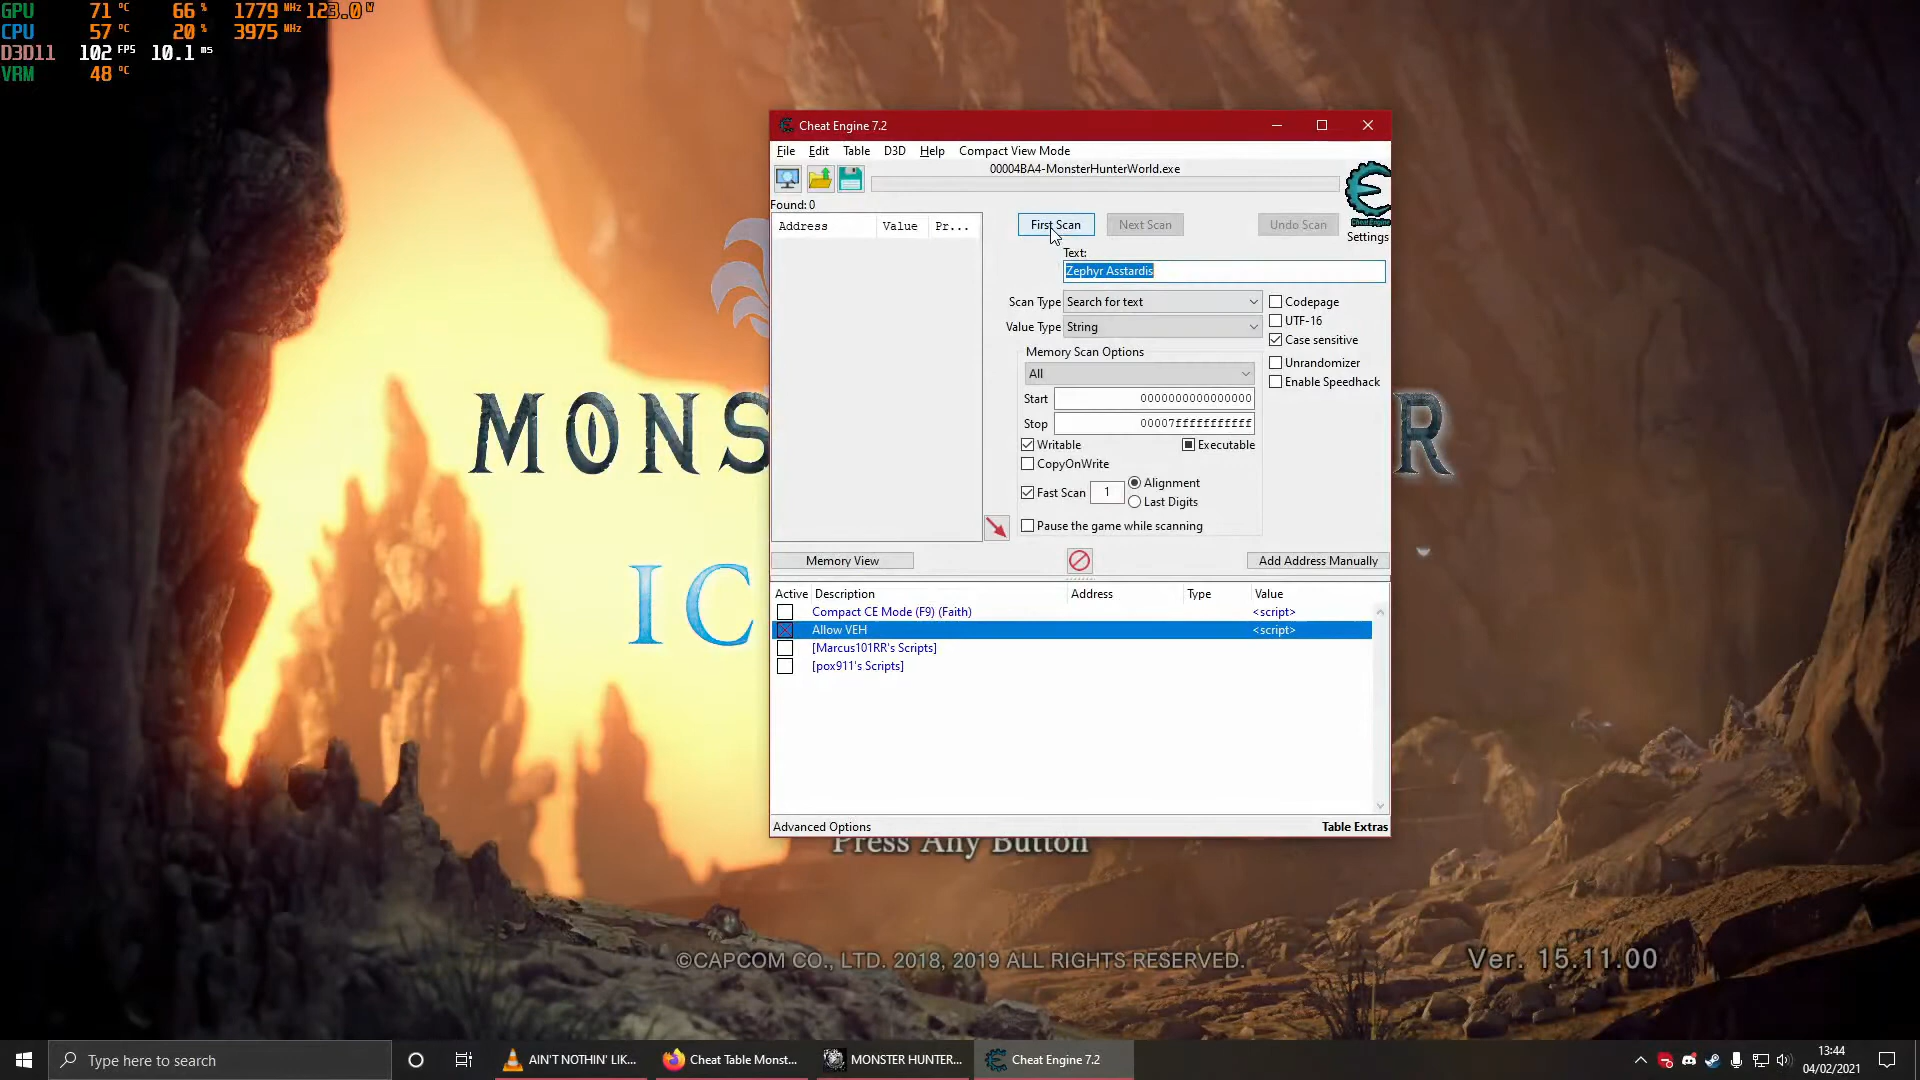 GPU 71 °C 66 % 1779 MHz 123.0 W
CPU 57 °C 20 % 3975 MHz
D3D11 102 FPS 10.1 ms
VRM 48 °C
Cheat Engine 7.2
File Edit Table D3D Help Compact View Mode
00004BA4-MonsterHunterWorld.exe
Found: 0
Address Value Pr...
First Scan Next Scan Undo Scan
Cheat Engine
Settings
Text:
Zephyr Asstardis
Scan Type Search for text
Codepage
UTF-16
Value Type String
Case sensitive
Memory Scan Options
Unrandomizer
All
Enable Speedhack
Start 0000000000000000
Stop 00007fffffffffff
Writable Executable
CopyOnWrite
Fast Scan 1 Alignment
Last Digits
Pause the game while scanning
Memory View Add Address Manually
Active Description Address Type Value
Compact CE Mode (F9) (Faith) <script>
Allow VEH <script>
[Marcus101RR's Scripts]
[pox911's Scripts]
Advanced Options Table Extras
MONS R
IC
Press Any Button
©CAPCOM CO., LTD. 2018, 2019 ALL RIGHTS RESERVED.
Ver. 15.11.00
Type here to search
AIN'T NOTHIN' LIK...
Cheat Table Monst...
MONSTER HUNTER...
Cheat Engine 7.2
13:44
04/02/2021